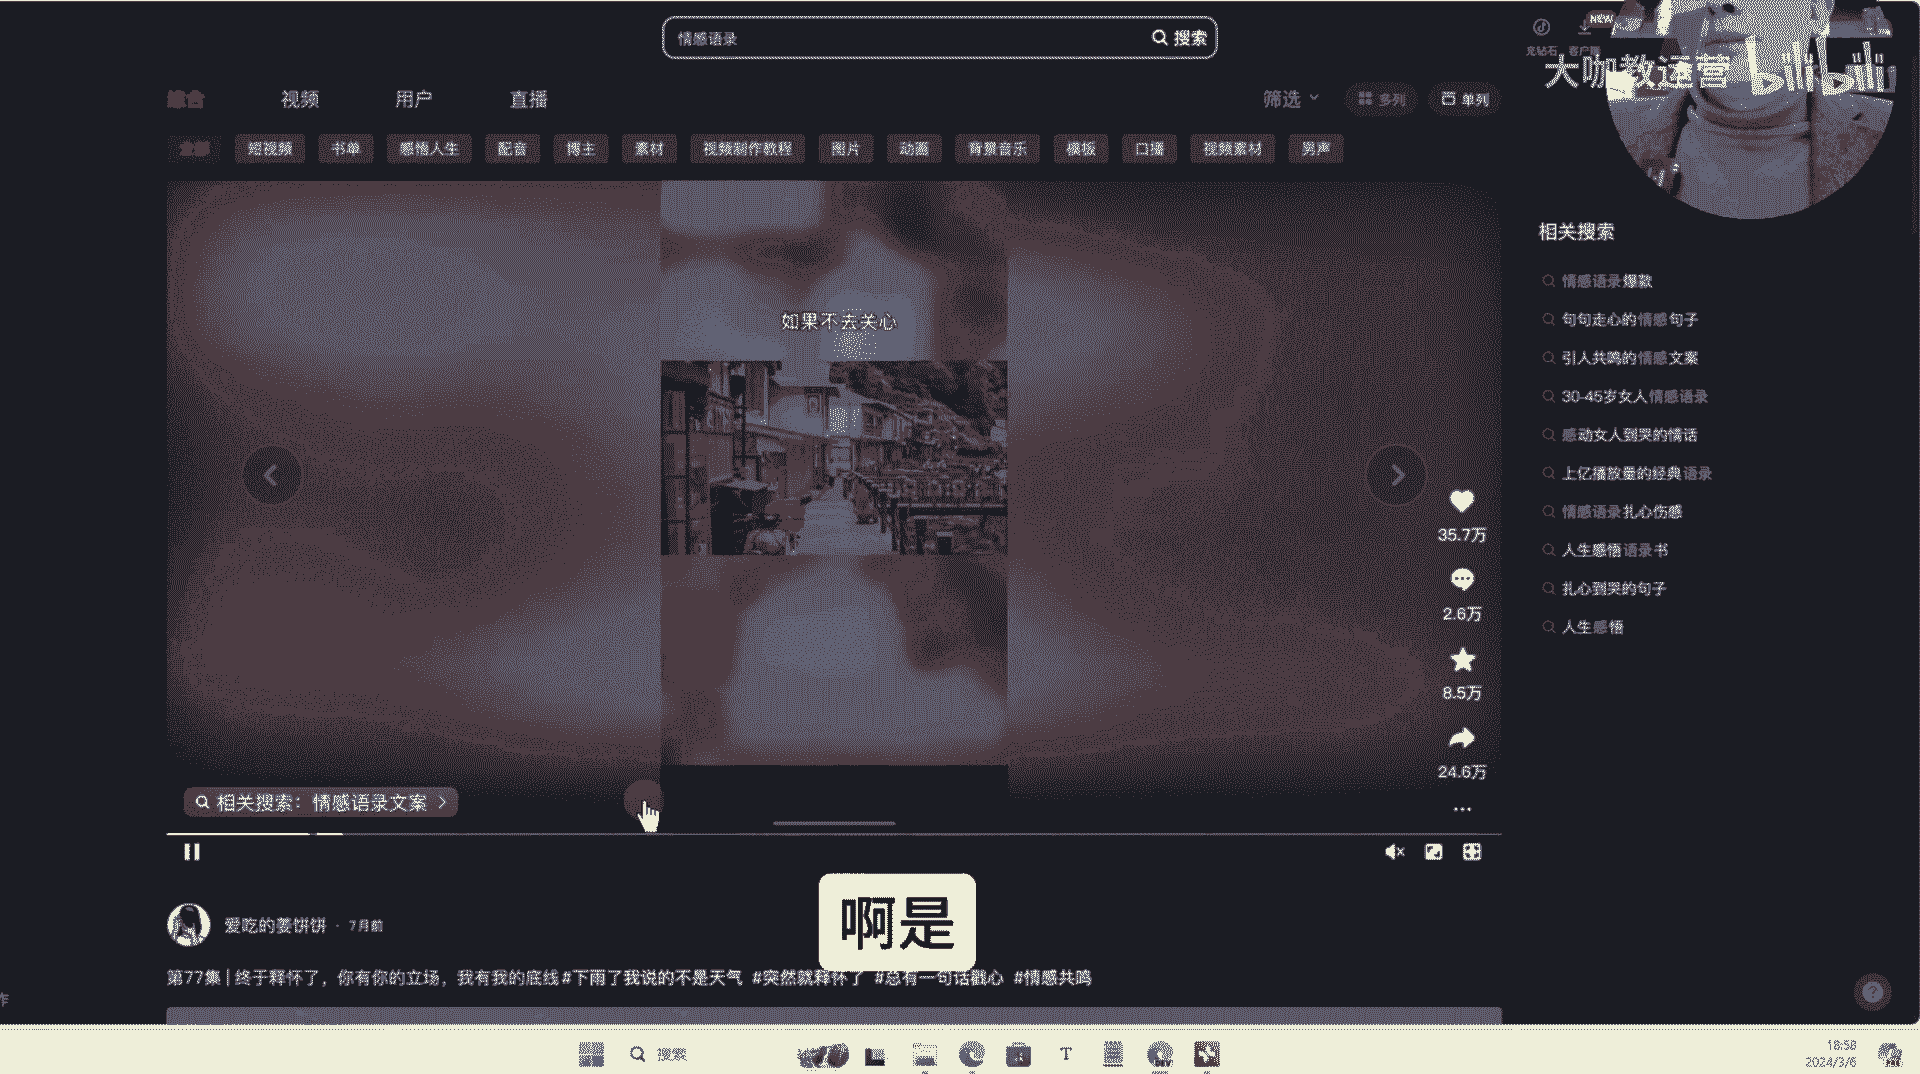 情感语录
搜索
充钻石 客户端
NEW
大咖教运营 bilibili
综合 视频 用户 直播
筛选 多列 单列
全部 短视频 书单 感悟人生 配音 博主 素材 视频制作教程 图片 动画 背景音乐 模板 口播 视频素材 男声
如果不去关心
35.7万
2.6万
8.5万
24.6万
相关搜索
情感语录爆款
句句走心的情感句子
引人共鸣的情感文案
30-45岁女人情感语录
感动女人到哭的情话
上亿播放量的经典语录
情感语录扎心伤感
人生感悟语录书
扎心到哭的句子
人生感悟
相关搜索：情感语录文案
啊是
爱吃的姜饼饼 · 7月前
第77集 | 终于释怀了，你有你的立场，我有我的底线#下雨了我说的不是天气 #突然就释怀了 #总有一句话戳心 #情感共鸣
作
搜索
18:58
2024/3/6